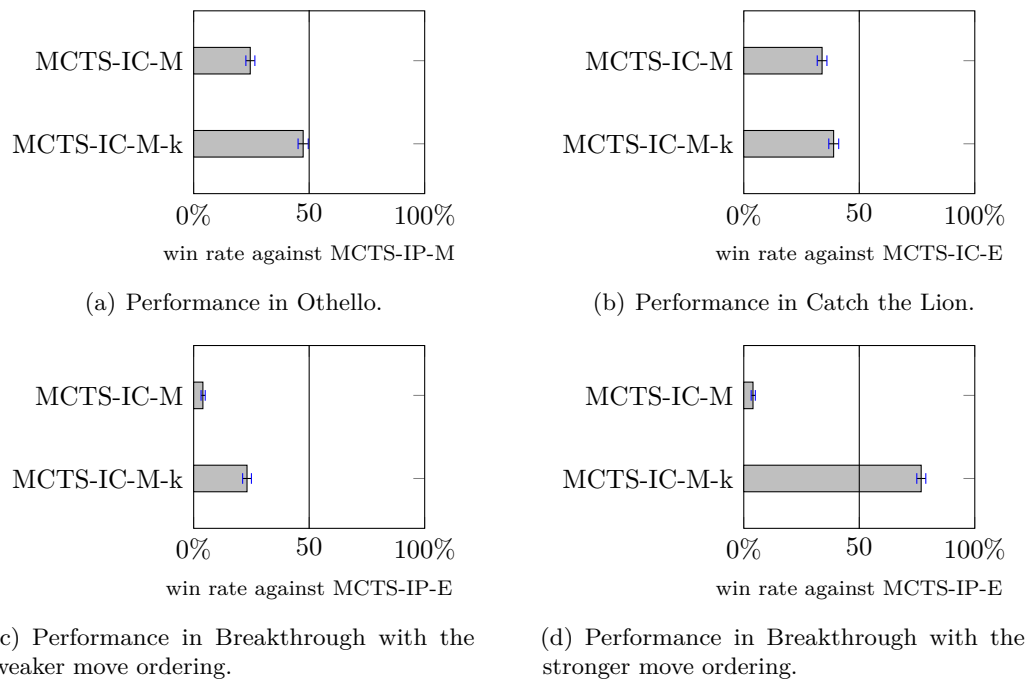 MCTS-IC-M
MCTS-IC-M-k
0% 50 100%
win rate against MCTS-IP-M
(a) Performance in Othello.
MCTS-IC-M
MCTS-IC-M-k
0% 50 100%
win rate against MCTS-IC-E
(b) Performance in Catch the Lion.
MCTS-IC-M
MCTS-IC-M-k
0% 50 100%
win rate against MCTS-IP-E
c) Performance in Breakthrough with the
weaker move ordering.
MCTS-IC-M
MCTS-IC-M-k
0% 50 100%
win rate against MCTS-IP-E
(d) Performance in Breakthrough with the
stronger move ordering.